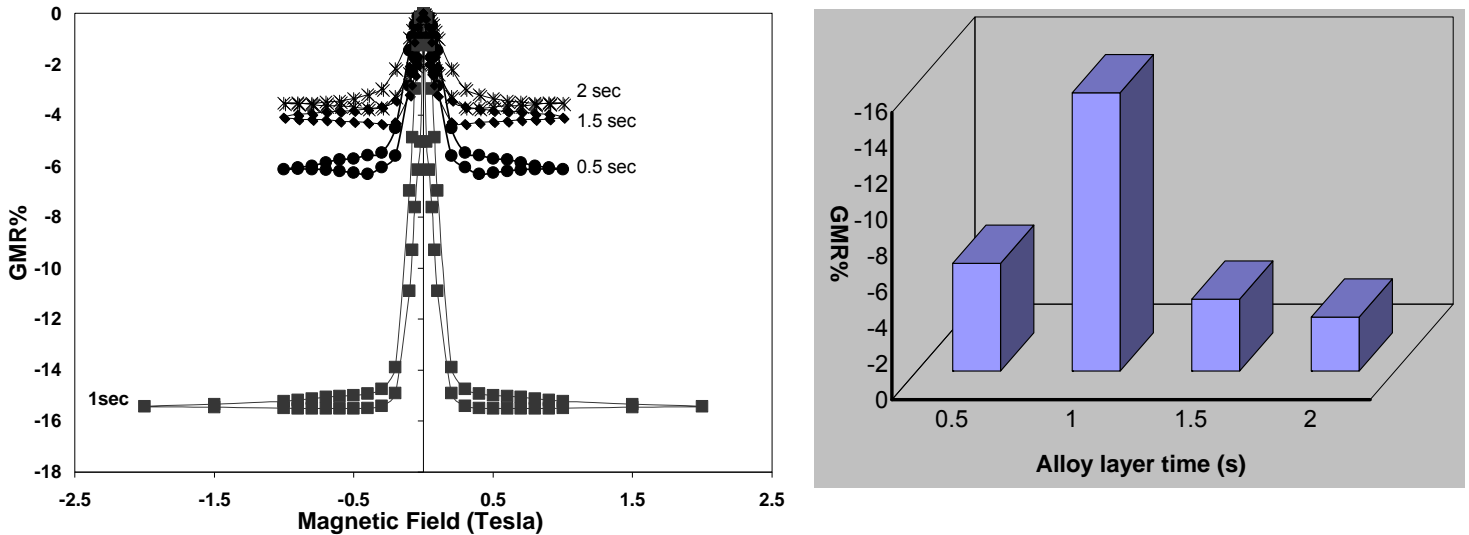 0
-2
-4
-6
-8
-10
-12
-14
-16
-18
GMR%
2 sec
1.5 sec
0.5 sec
1sec
-2.5 -1.5 -0.5 0.5 1.5 2.5
Magnetic Field (Tesla)
-16
-14
-12
-10
-8
-6
-4
-2
0
GMR%
0.5 1 1.5 2
Alloy layer time (s)